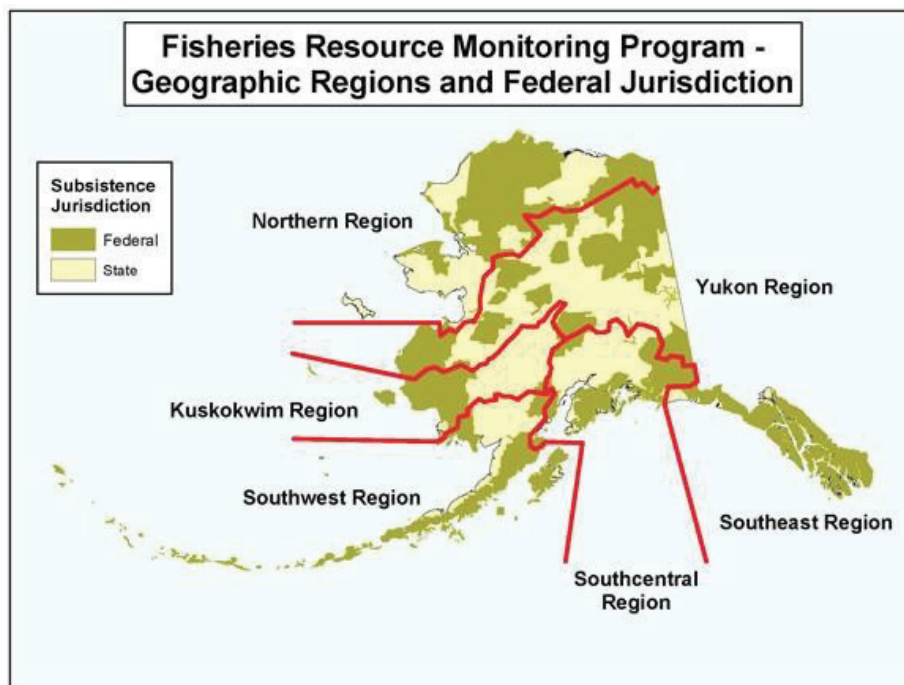 Fisheries Resource Monitoring Program -
Geographic Regions and Federal Jurisdiction
Subsistence
Jurisdiction
Federal
State
Northern Region
Yukon Region
Kuskokwim Region
Southwest Region
Southeast Region
Southcentral
Region